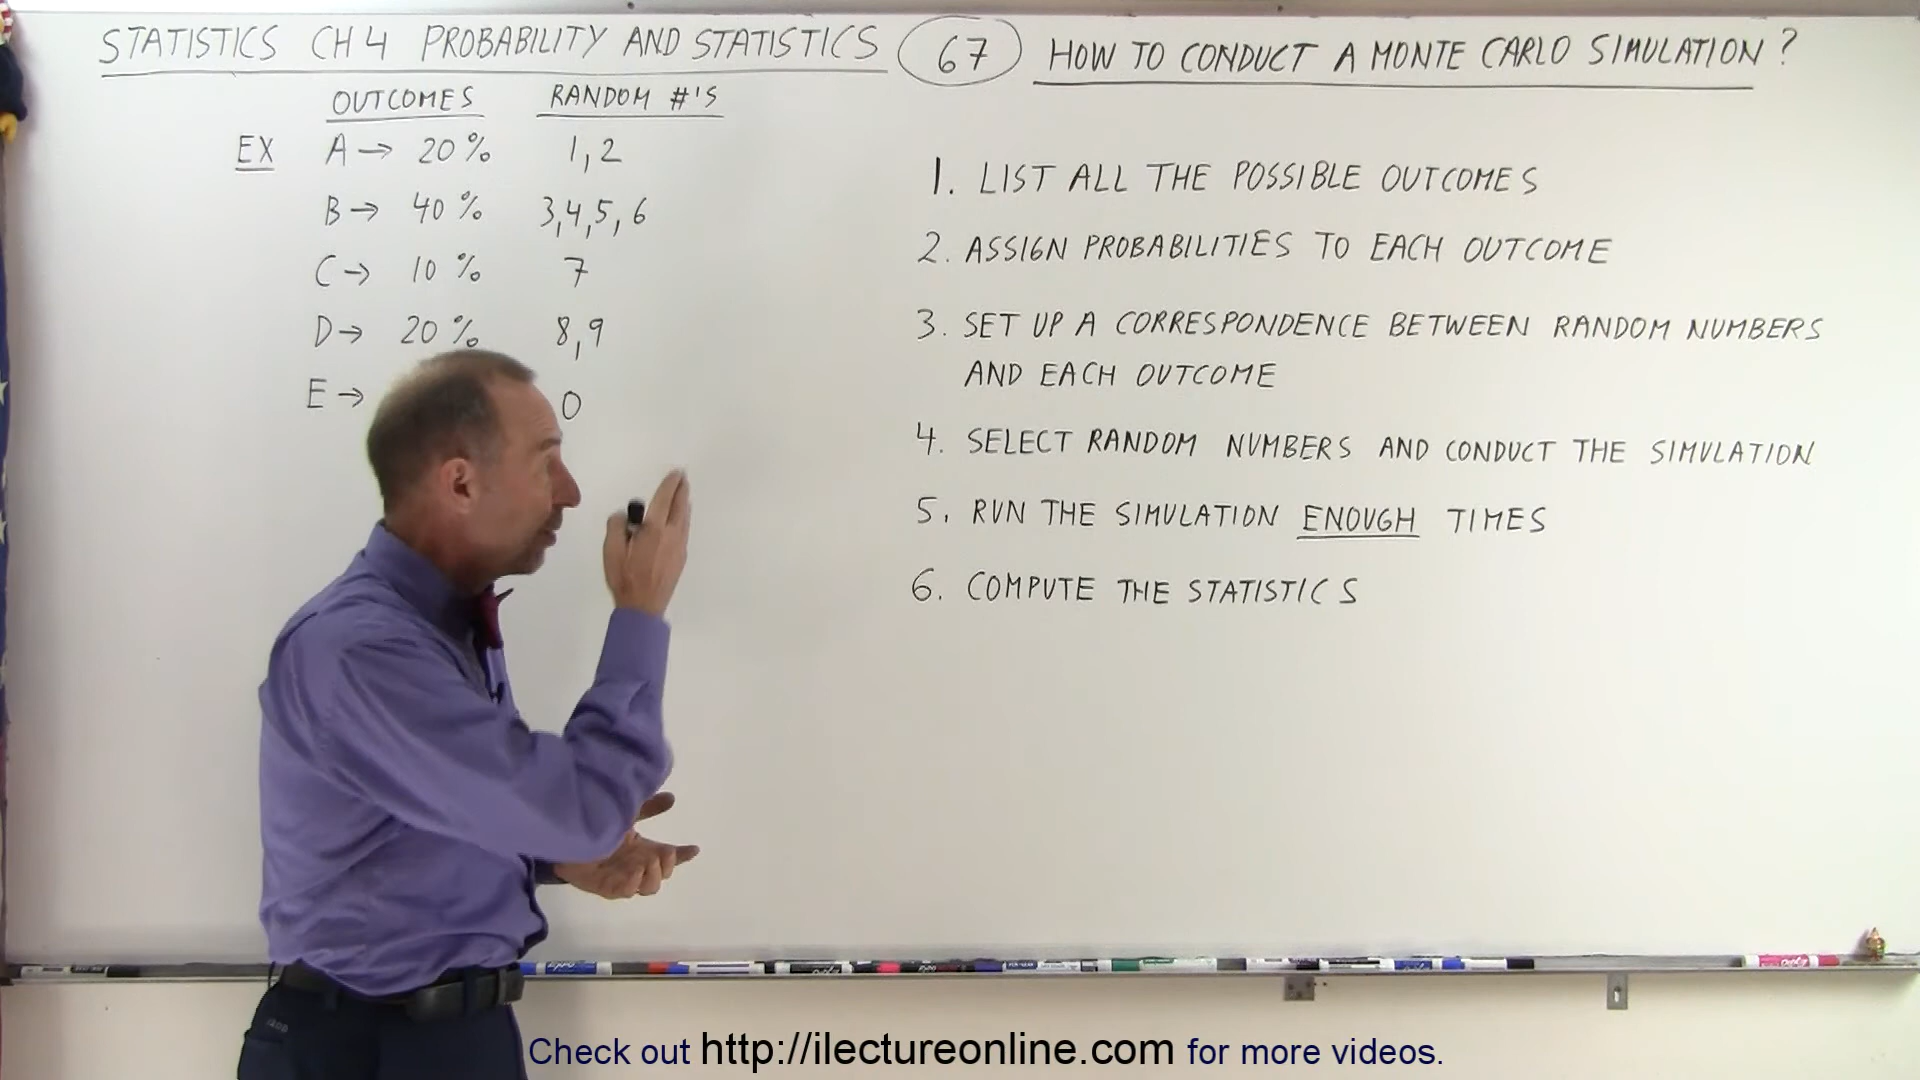 STATISTICS CH 4 PROBABILITY AND STATISTICS 67 HOW TO CONDUCT A MONTE CARLO SIMULATION?
OUTCOMES RANDOM #'S
EX A → 20 % 1, 2
B → 40 % 3, 4, 5, 6
C → 10 % 7
D → 20 % 8, 9
E → 0
1. LIST ALL THE POSSIBLE OUTCOMES
2. ASSIGN PROBABILITIES TO EACH OUTCOME
3. SET UP A CORRESPONDENCE BETWEEN RANDOM NUMBERS
AND EACH OUTCOME
4. SELECT RANDOM NUMBERS AND CONDUCT THE SIMULATION
5. RUN THE SIMULATION ENOUGH TIMES
6. COMPUTE THE STATISTICS
Check out http://ilectureonline.com for more videos.